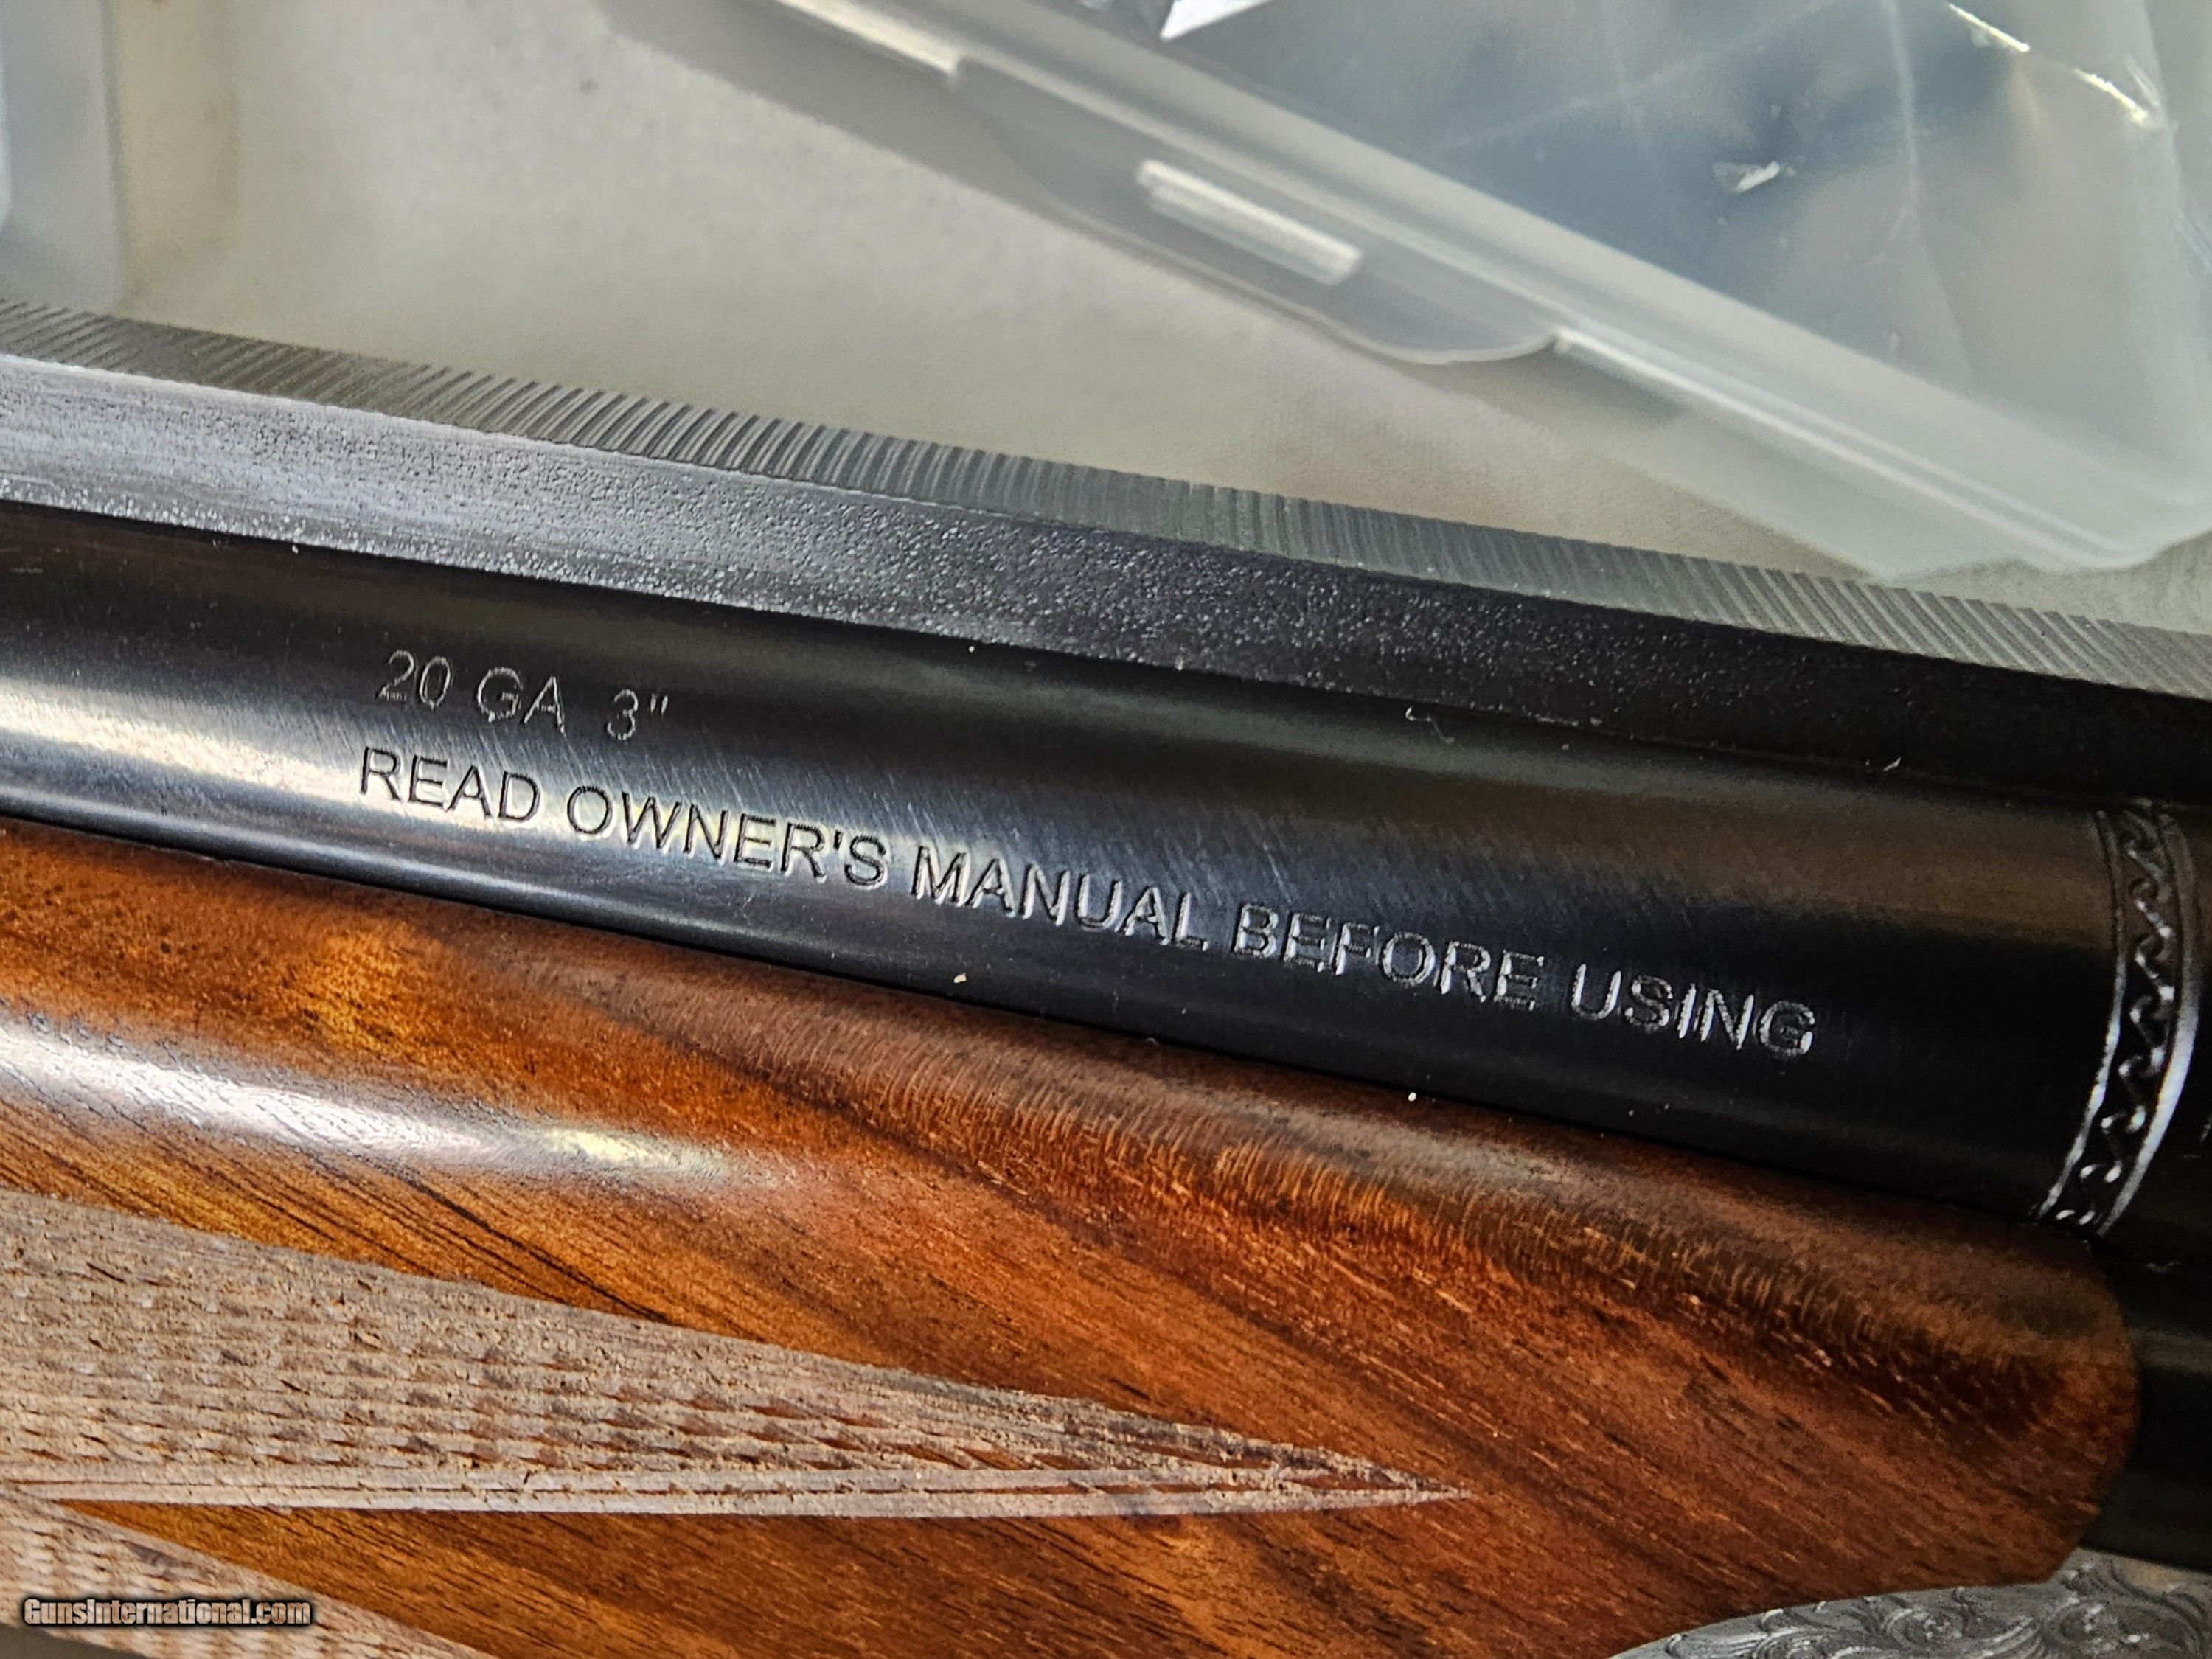 20 GA 3"
READ OWNER'S MANUAL BEFORE USING
GunsInternational.com